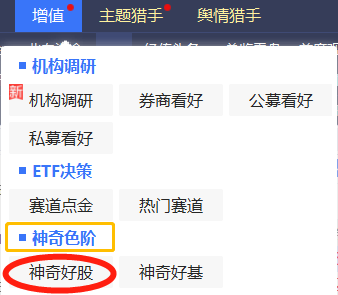 增值 主题猎手 舆情猎手
机构调研
新 机构调研 券商看好 公募看好
私募看好
ETF决策
赛道点金 热门赛道
神奇色阶
神奇好股 神奇好基